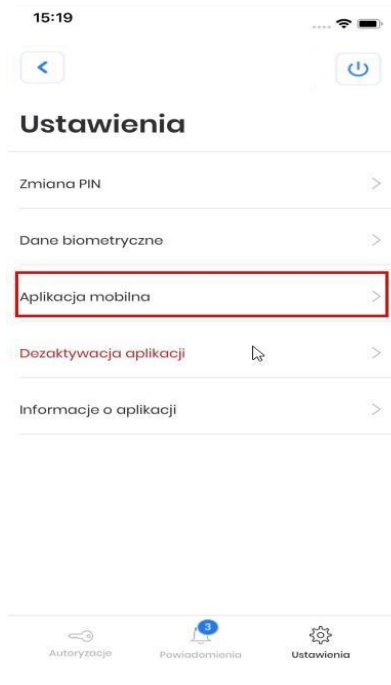 15:19
Ustawienia
Zmiana PIN
Dane biometryczne
Aplikacja mobilna
Dezaktywacja aplikacji
Informacje o aplikacji
3
Autoryzacje
Powiadomienia
Ustawienia